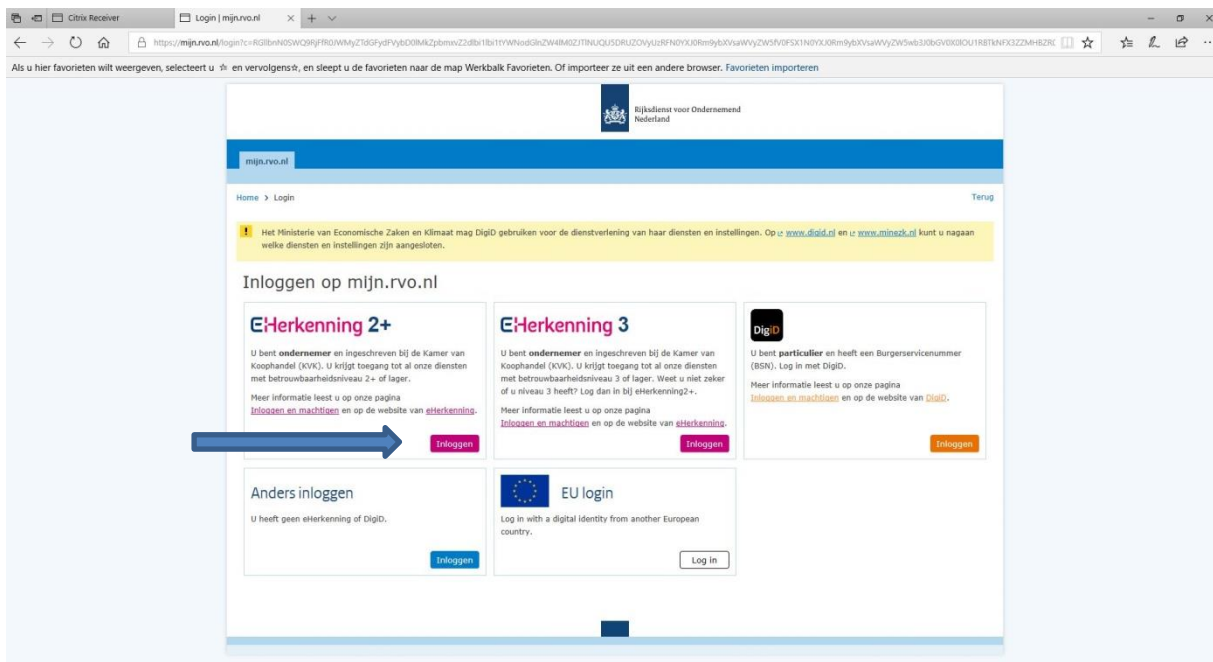 Citrix Receiver
Login | mijn.rvo.nl
Als u hier favorieten wilt weergeven, selecteert u en vervolgens, en sleept u de favorieten naar de map Werkbalk Favorieten. Of importeer ze uit een andere browser. Favorieten importeren
Rijksdienst voor Ondernemend
Nederland
mijn.rvo.nl
Home > Login
Terug
! Het Ministerie van Economische Zaken en Klimaat mag DigiD gebruiken voor de dienstverlening van haar diensten en instellingen. Op www.digid.nl en www.minezk.nl kunt u nagaan
welke diensten en instellingen zijn aangesloten.
Inloggen op mijn.rvo.nl
eHerkenning 2+
U bent ondernemer en ingeschreven bij de Kamer van
Koophandel (KVK). U krijgt toegang tot al onze diensten
met betrouwbaarheidsniveau 2+ of lager.
Meer informatie leest u op onze pagina
Inloggen en machtigen en op de website van eHerkenning.
Inloggen
eHerkenning 3
U bent ondernemer en ingeschreven bij de Kamer van
Koophandel (KVK). U krijgt toegang tot al onze diensten
met betrouwbaarheidsniveau 3 of lager. Weet u niet zeker
of u niveau 3 heeft? Log dan in bij eHerkenning2+.
Meer informatie leest u op onze pagina
Inloggen en machtigen en op de website van eHerkenning.
Inloggen
DigiD
U bent particulier en heeft een Burgerservicenummer
(BSN). Log in met DigiD.
Meer informatie leest u op onze pagina
Inloggen en machtigen en op de website van DigiD.
Inloggen
Anders inloggen
U heeft geen eHerkenning of DigiD.
Inloggen
EU login
Log in with a digital identity from another European
country.
Log in